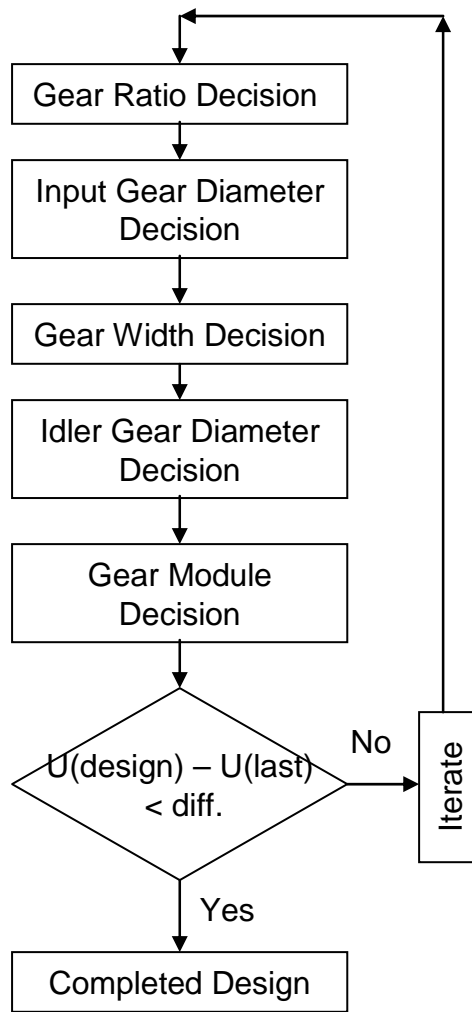 Gear Ratio Decision
Input Gear Diameter
Decision
Gear Width Decision
Idler Gear Diameter
Decision
Gear Module
Decision
U(design) – U(last)
< diff.
No
Iterate
Yes
Completed Design